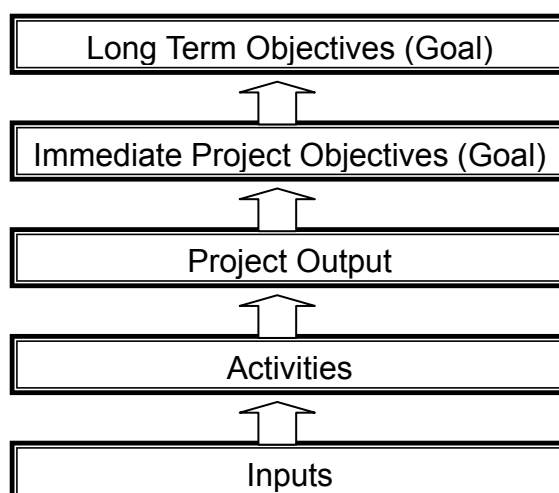 Long Term Objectives (Goal)
Immediate Project Objectives (Goal)
Project Output
Activities
Inputs